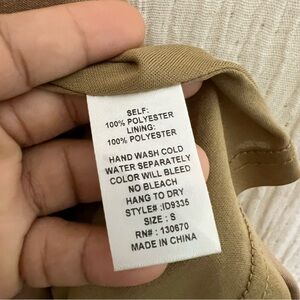 SELF:
100% POLYESTER
LINING:
100% POLYESTER
HAND WASH COLD
WATER SEPARATELY
COLOR WILL BLEED
NO BLEACH
HANG TO DRY
STYLE#: ID9335
SIZE : S
RN# : 130670
MADE IN CHINA